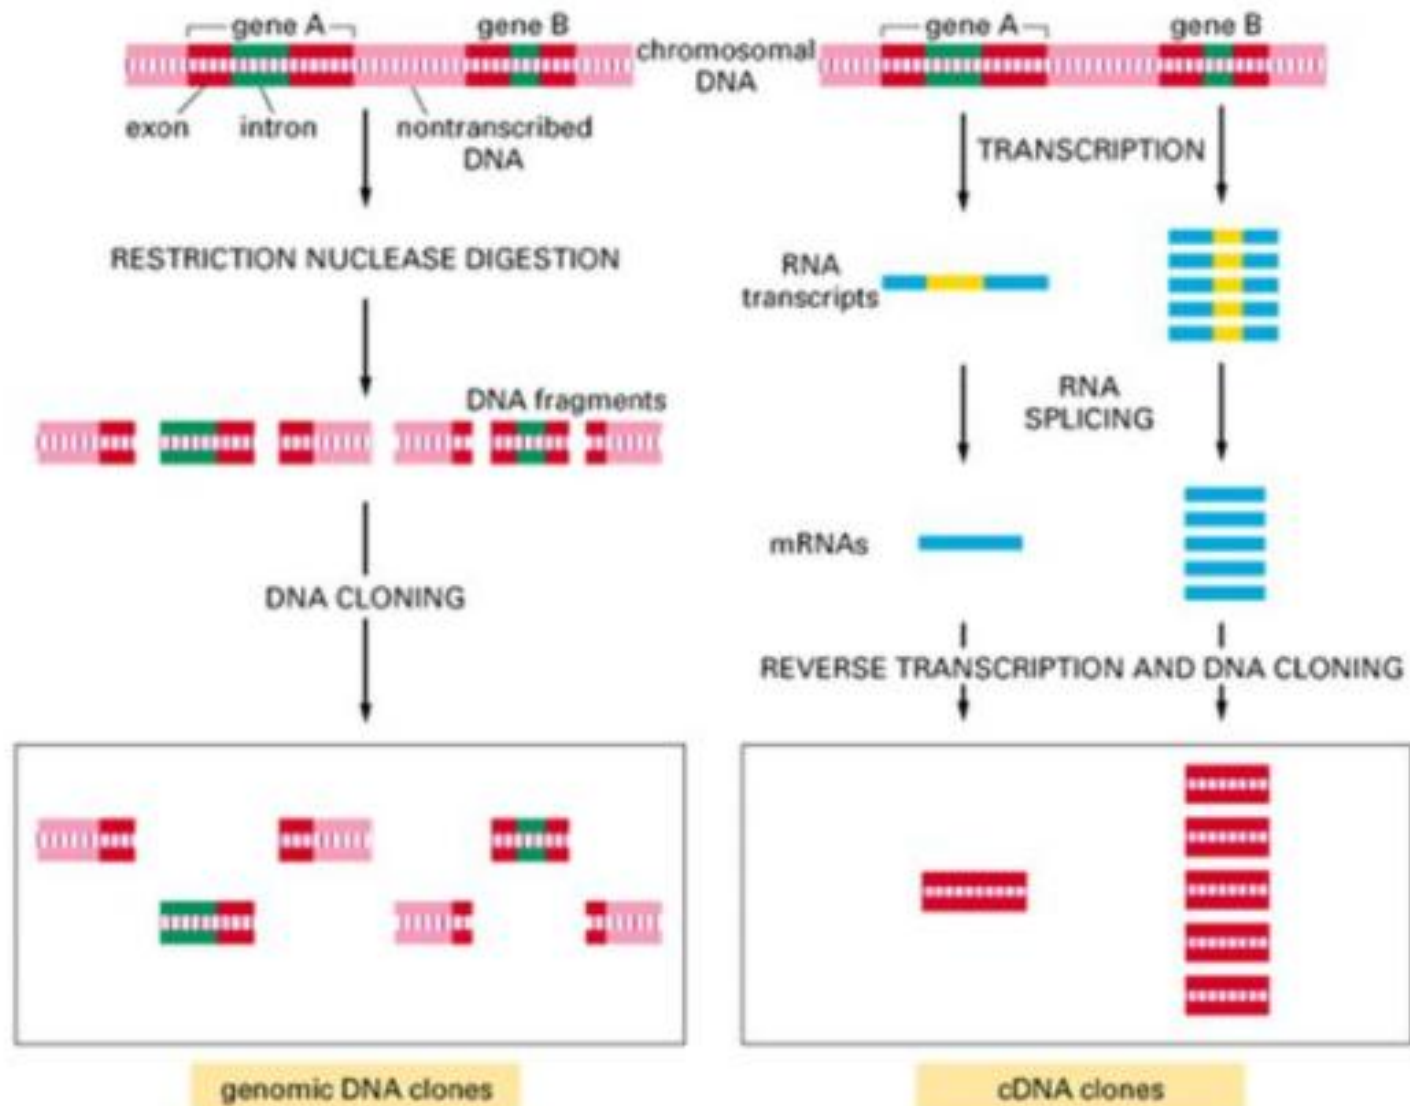 gene A
gene B
chromosomal
DNA
exon
intron
nontranscribed
DNA
RESTRICTION NUCLEASE DIGESTION
DNA fragments
DNA CLONING
genomic DNA clones
gene A
gene B
TRANSCRIPTION
RNA
transcripts
RNA
SPLICING
mRNAs
REVERSE TRANSCRIPTION AND DNA CLONING
cDNA clones